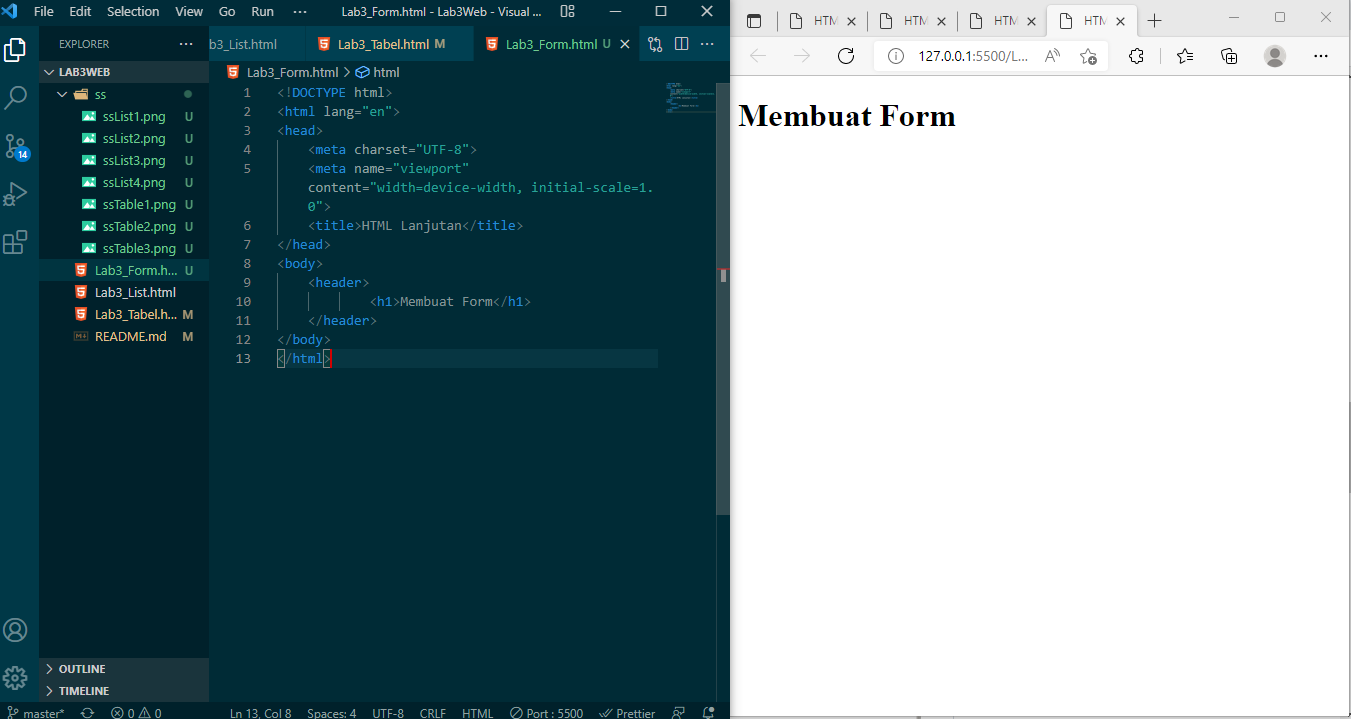 File Edit Selection View Go Run ··· Lab3_Form.html - Lab3Web - Visual ...
EXPLORER ···
LAB3WEB
ss
ssList1.png U
ssList2.png U
ssList3.png U
ssList4.png U
ssTable1.png U
ssTable2.png U
ssTable3.png U
Lab3_Form.h... U
Lab3_List.html
Lab3_Tabel.h... M
README.md M
OUTLINE
TIMELINE
14
b3_List.html Lab3_Tabel.html M Lab3_Form.html U ···
Lab3_Form.html > html
1 <!DOCTYPE html>
2 <html lang="en">
3 <head>
4 <meta charset="UTF-8">
5 <meta name="viewport"
content="width=device-width, initial-scale=1.
0">
6 <title>HTML Lanjutan</title>
7 </head>
8 <body>
9 <header>
10 <h1>Membuat Form</h1>
11 </header>
12 </body>
13 </html>
master* 0 0 Ln 13, Col 8 Spaces: 4 UTF-8 CRLF HTML Port : 5500 Prettier
HTM HTM HTM HTM
127.0.0.1:5500/L... ···
Membuat Form